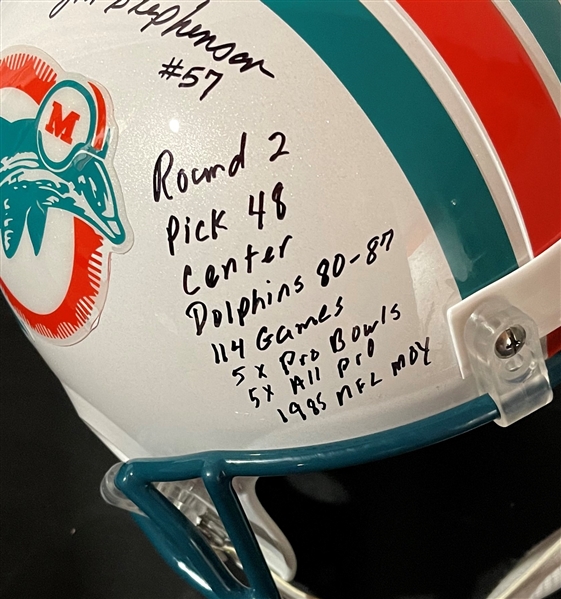 Stephenson
#57
M
Round 2
Pick 48
Center
Dolphins 80-87
114 Games
5x Pro Bowls
5x All Pro
1985 NFL MOY